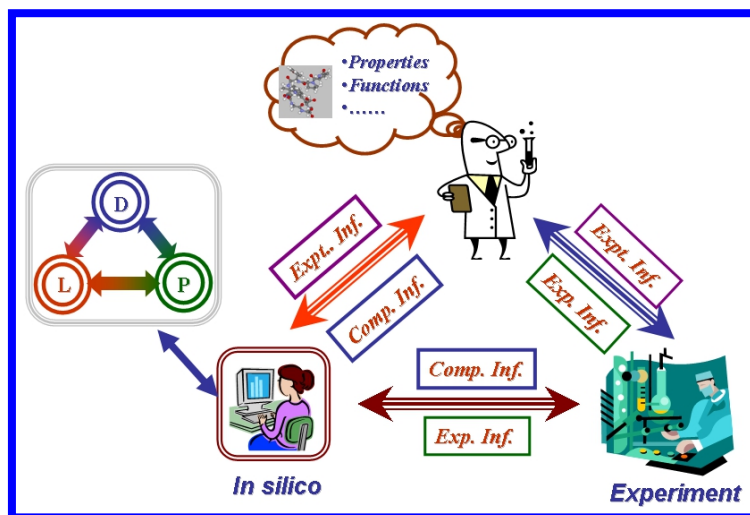 •Properties
•Functions
•......
D
L
P
Expt.. Inf.
Comp. Inf.
Expt. Inf.
Exp. Inf.
Comp. Inf.
Exp. Inf.
In silico
Experiment